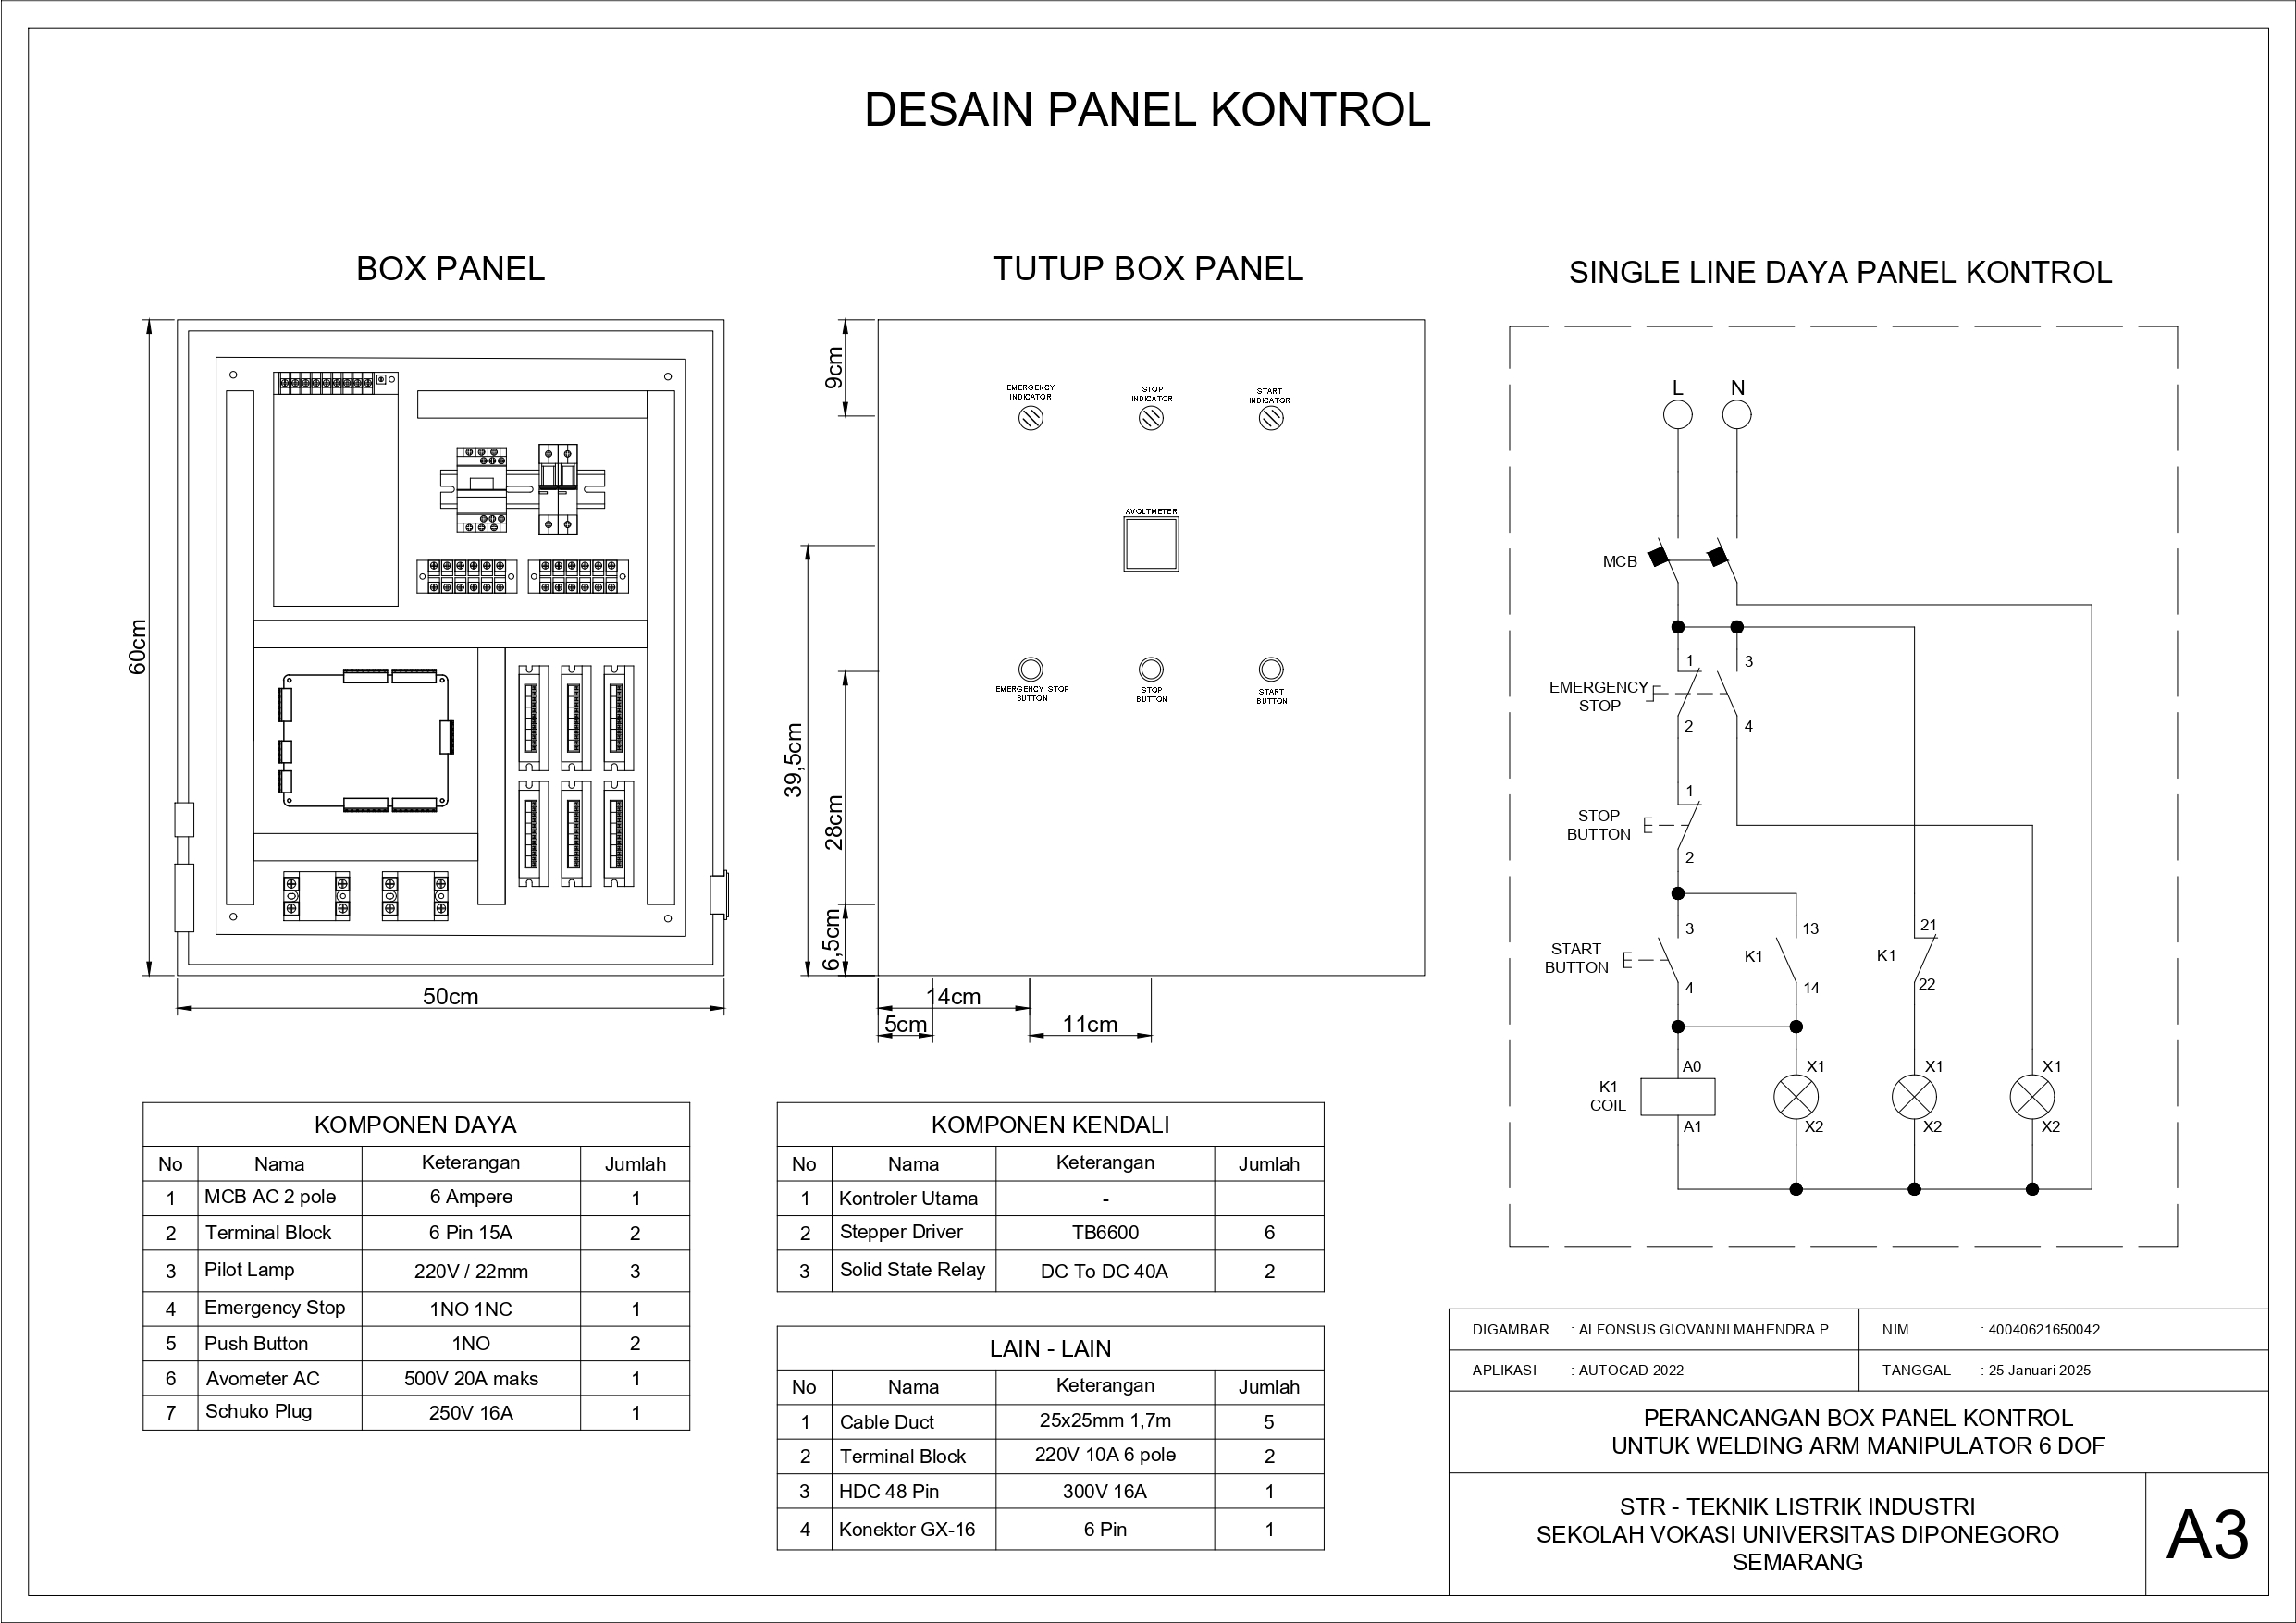 DESAIN PANEL KONTROL
BOX PANEL
60cm
50cm
TUTUP BOX PANEL
9cm
39,5cm
28cm
6,5cm
14cm
5cm
11cm
EMERGENCY
INDICATOR
STOP
INDICATOR
START
INDICATOR
AVOLTMETER
EMERGENCY STOP
BUTTON
STOP
BUTTON
START
BUTTON
SINGLE LINE DAYA PANEL KONTROL
L N
MCB
1 3
EMERGENCY
STOP
2 4
1
STOP
BUTTON
2
3 13 21
START
BUTTON
K1 K1
4 14 22
A0 X1 X1 X1
K1
COIL
A1 X2 X2 X2
KOMPONEN DAYA
No Nama Keterangan Jumlah
1 MCB AC 2 pole 6 Ampere 1
2 Terminal Block 6 Pin 15A 2
3 Pilot Lamp 220V / 22mm 3
4 Emergency Stop 1NO 1NC 1
5 Push Button 1NO 2
6 Avometer AC 500V 20A maks 1
7 Schuko Plug 250V 16A 1
KOMPONEN KENDALI
No Nama Keterangan Jumlah
1 Kontroler Utama -
2 Stepper Driver TB6600 6
3 Solid State Relay DC To DC 40A 2
LAIN - LAIN
No Nama Keterangan Jumlah
1 Cable Duct 25x25mm 1,7m 5
2 Terminal Block 220V 10A 6 pole 2
3 HDC 48 Pin 300V 16A 1
4 Konektor GX-16 6 Pin 1
DIGAMBAR : ALFONSUS GIOVANNI MAHENDRA P. NIM : 40040621650042
APLIKASI : AUTOCAD 2022 TANGGAL : 25 Januari 2025
PERANCANGAN BOX PANEL KONTROL
UNTUK WELDING ARM MANIPULATOR 6 DOF
STR - TEKNIK LISTRIK INDUSTRI
SEKOLAH VOKASI UNIVERSITAS DIPONEGORO
SEMARANG
A3